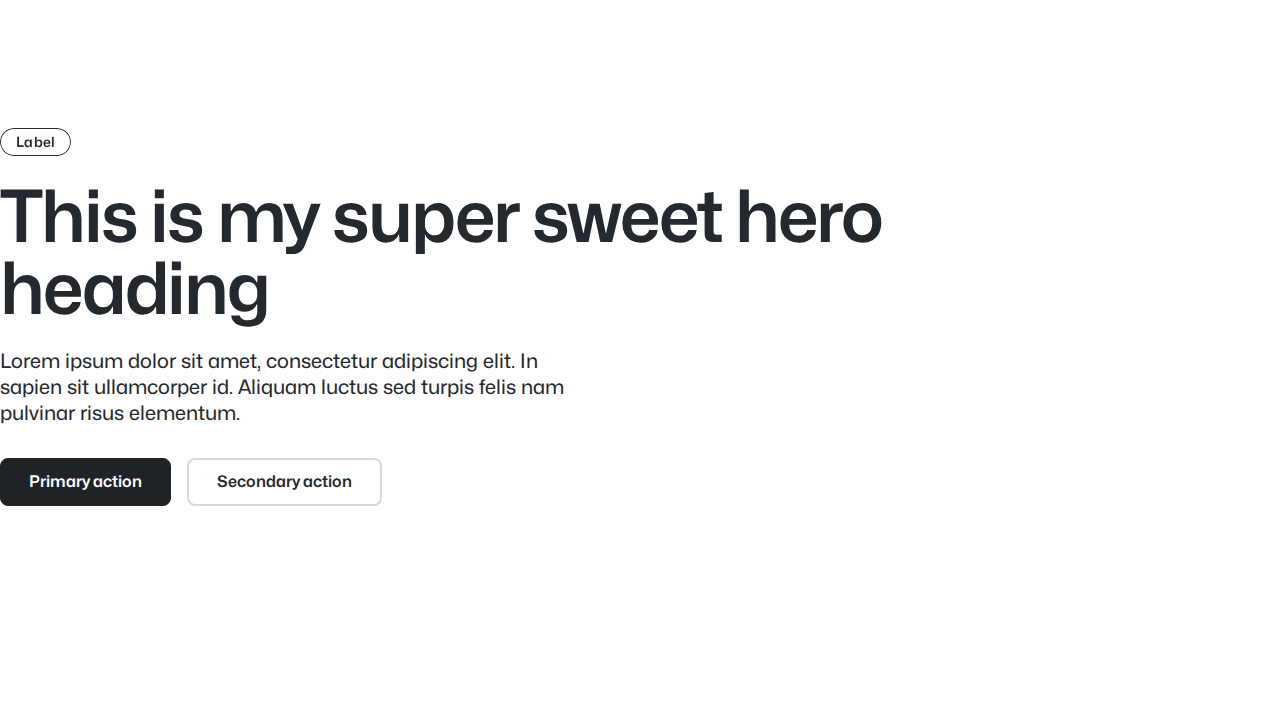 Label
This is my super sweet hero
heading
Lorem ipsum dolor sit amet, consectetur adipiscing elit. In
sapien sit ullamcorper id. Aliquam luctus sed turpis felis nam
pulvinar risus elementum.
Primary action
Secondary action